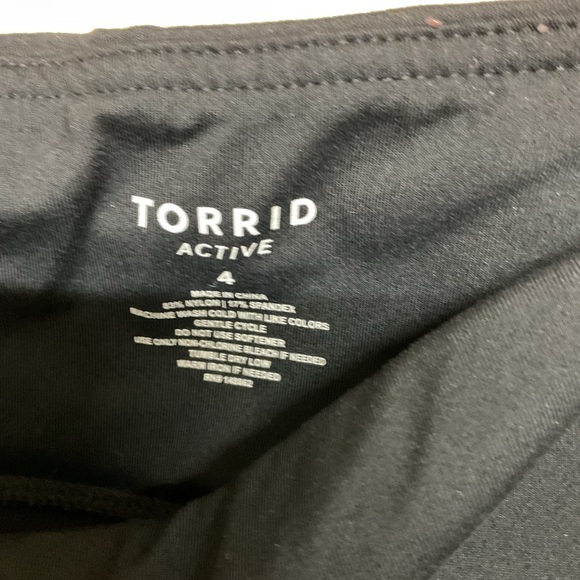 TORRID
ACTIVE
4
MADE IN CHINA
83% NYLON | 17% SPANDEX
MACHINE WASH COLD WITH LIKE COLORS
GENTLE CYCLE
DO NOT USE SOFTENER
USE ONLY NON-CHLORINE BLEACH IF NEEDED
TUMBLE DRY LOW
WARM IRON IF NEEDED
RN#